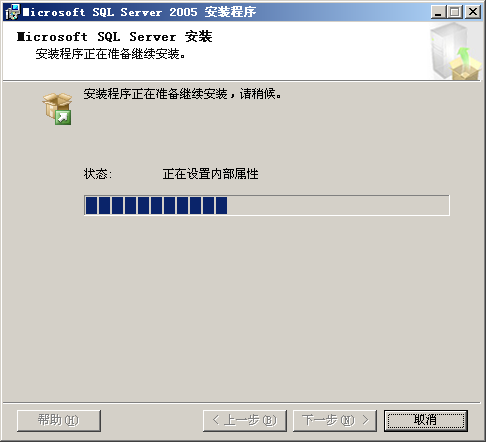 Microsoft SQL Server 2005 安装程序
Microsoft SQL Server 安装
安装程序正在准备继续安装。
安装程序正在准备继续安装，请稍候。
状态: 正在设置内部属性
帮助(H) < 上一步(B) 下一步(N) > 取消